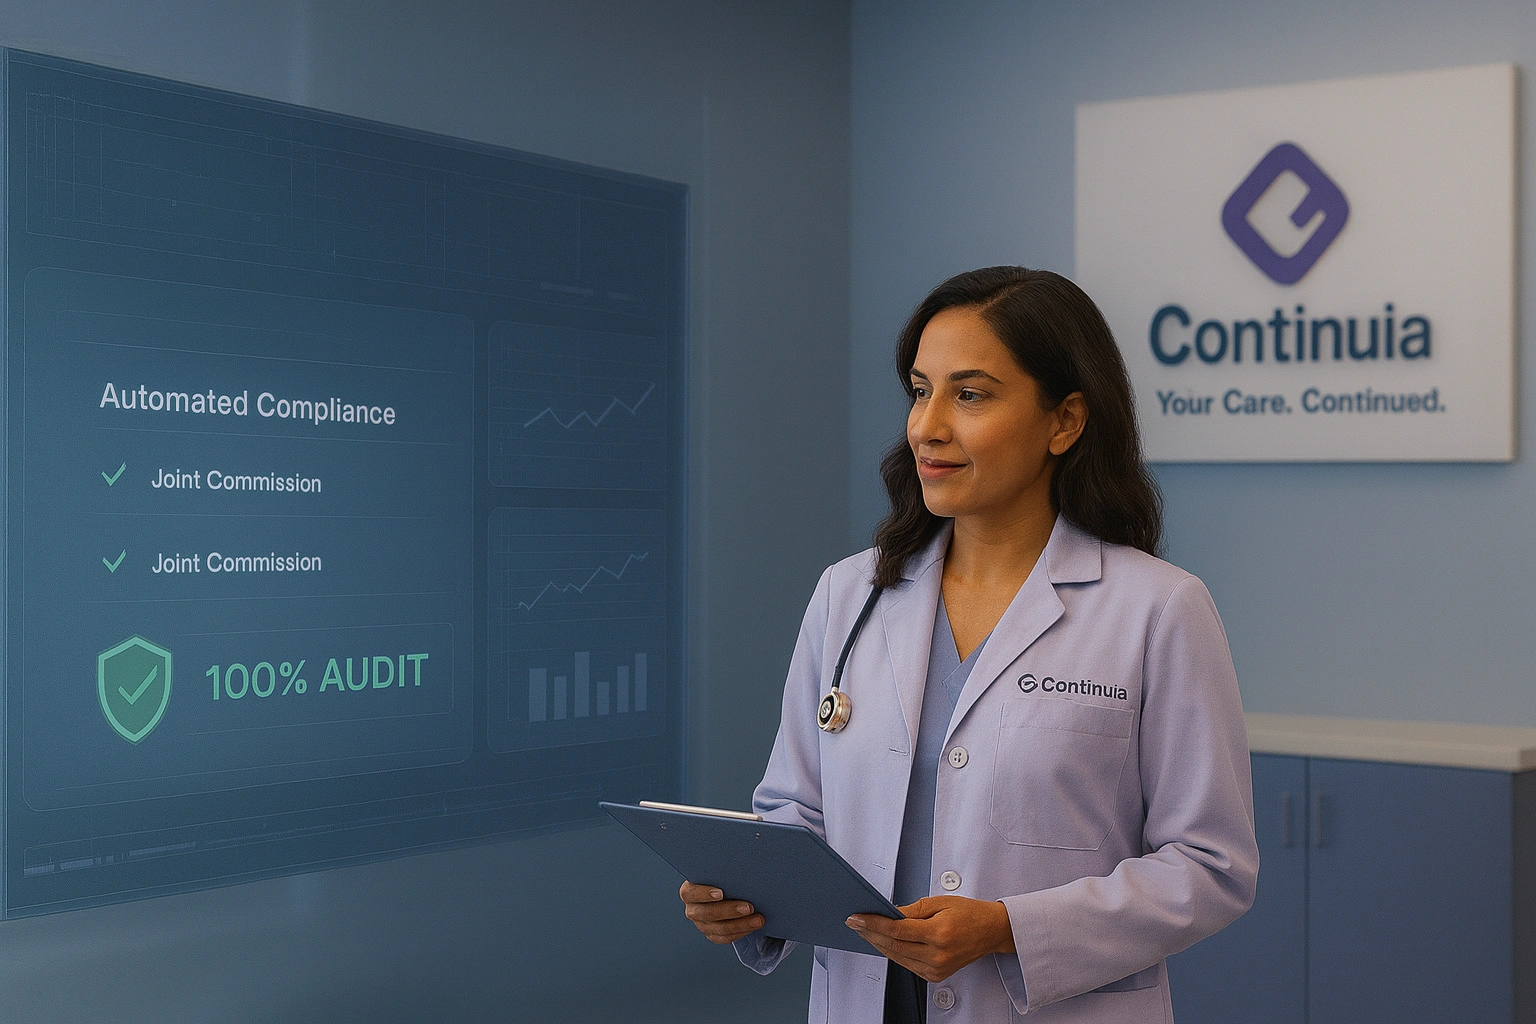 Automated Compliance
Joint Commission
Joint Commission
100% AUDIT
Continuia
Your Care. Continued.
Continuia